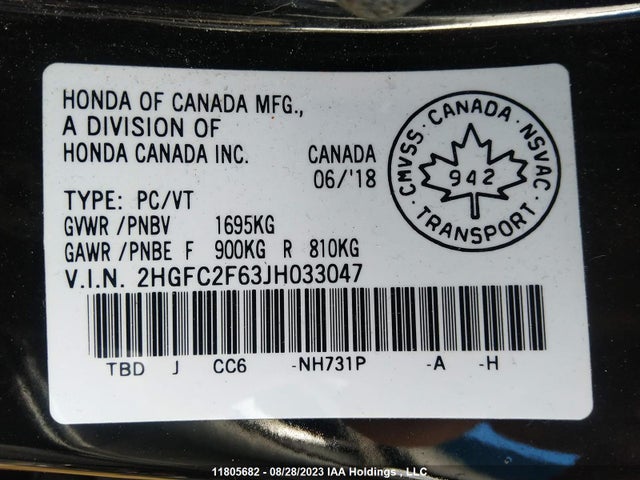 HONDA OF CANADA MFG.,
A DIVISION OF
HONDA CANADA INC. CANADA
06/'18
TYPE: PC/VT
GVWR /PNBV 1695KG
GAWR /PNBE F 900KG R 810KG
V.I.N. 2HGFC2F63JH033047
TBD J CC6 -NH731P -A -H
CMVSS · CANADA · NSVAC
942
· TRANSPORT ·
11805682 - 08/28/2023 IAA Holdings , LLC